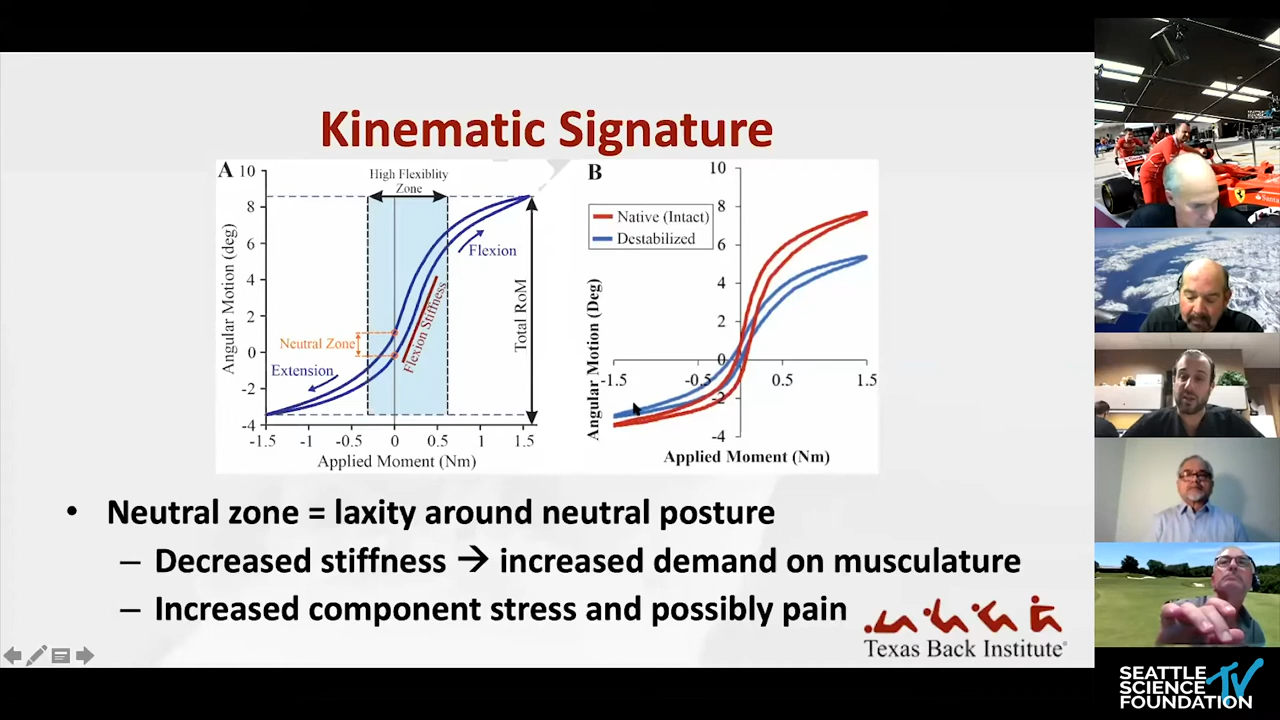 Kinematic Signature
A
High Flexiblity
Zone
10
8
6
4
2
0
-2
-4
Angular Motion (deg)
Flexion
Neutral Zone
Flexion Stiffness
Total RoM
Extension
-1.5 -1 -0.5 0 0.5 1 1.5
Applied Moment (Nm)
B
10
8
6
4
2
0
-2
-4
Native (Intact)
Destabilized
Angular Motion (Deg)
-1.5 -0.5 0.5 1.5
Applied Moment (Nm)
• Neutral zone = laxity around neutral posture
– Decreased stiffness → increased demand on musculature
– Increased component stress and possibly pain
Texas Back Institute®
Santa
SEATTLE
SCIENCE
FOUNDATION
TV